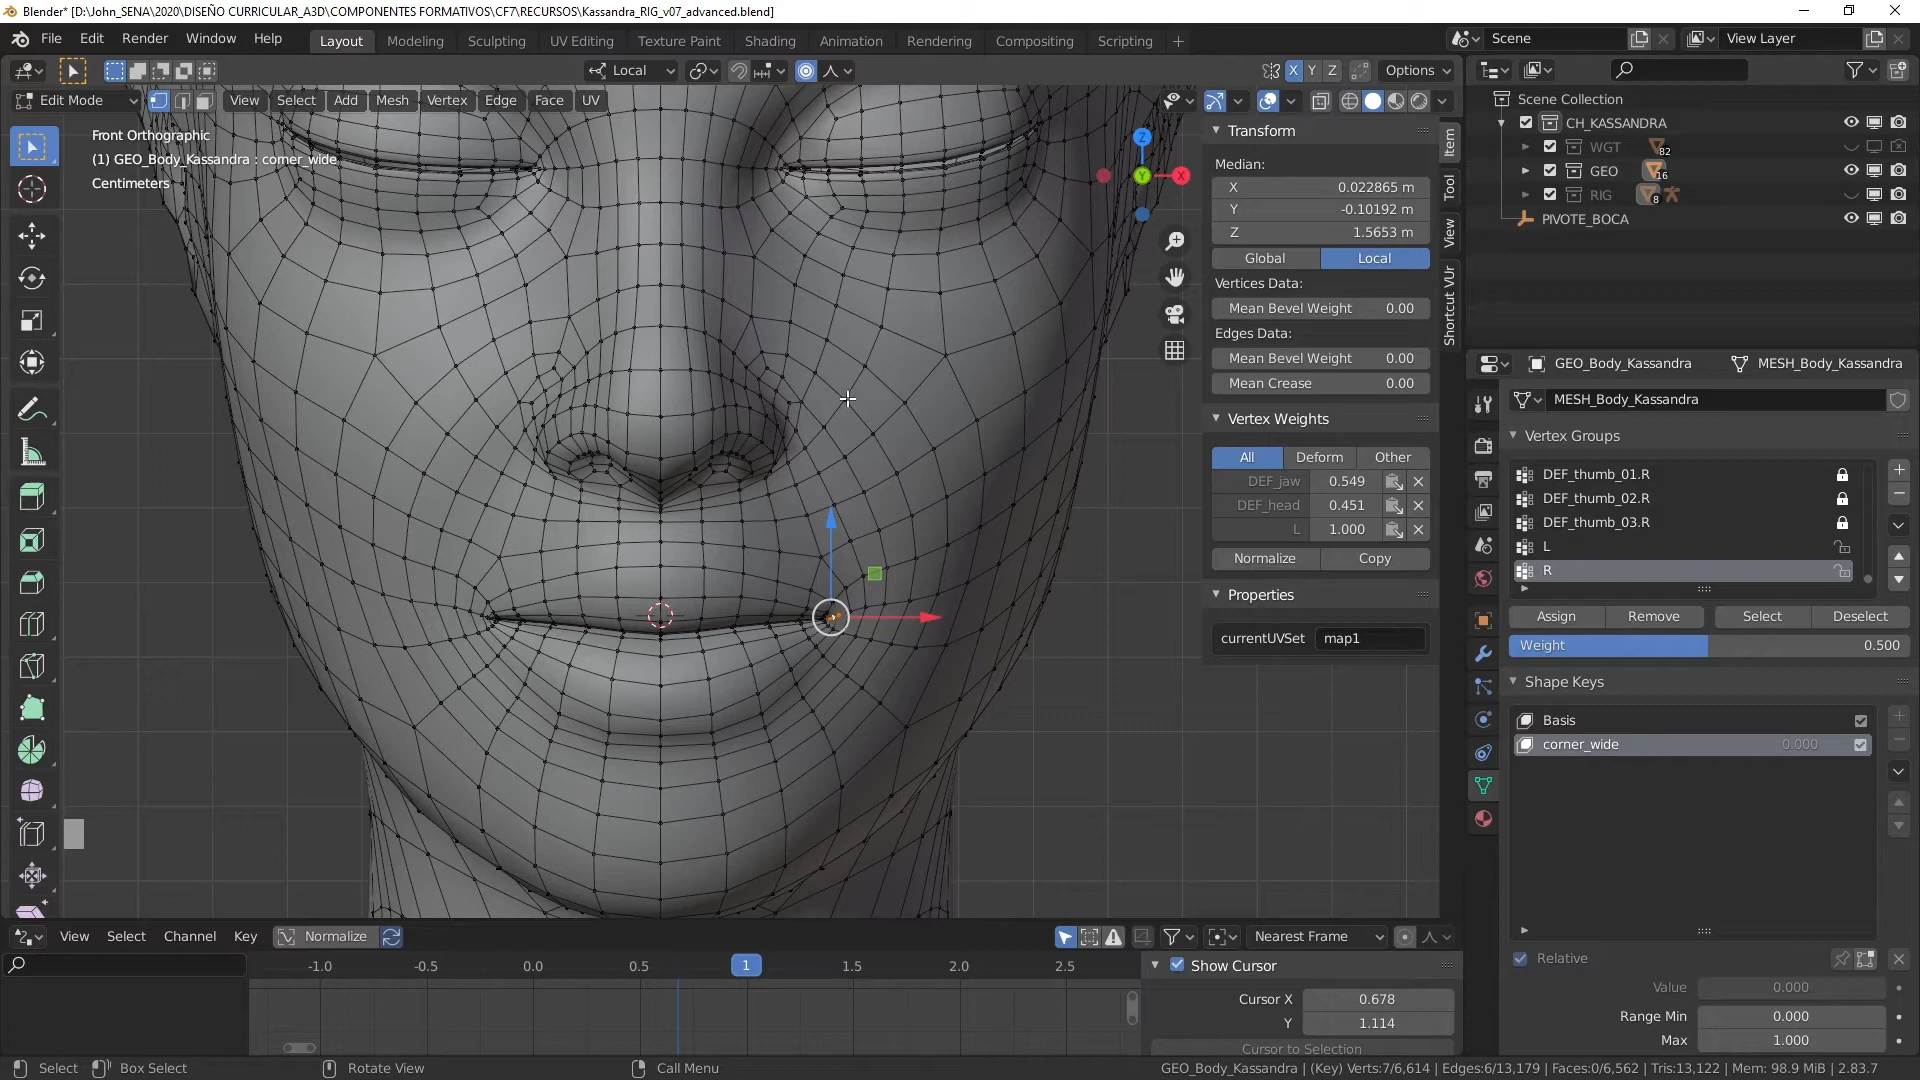 Blender* [D:\John_SENA\2020\DISEÑO CURRICULAR_A3D\COMPONENTES FORMATIVOS\CF7\RECURSOS\Kassandra_RIG_v07_advanced.blend]
File Edit Render Window Help Layout Modeling Sculpting UV Editing Texture Paint Shading Animation Rendering Compositing Scripting + Scene View Layer
Local X Y Z Options
Edit Mode View Select Add Mesh Vertex Edge Face UV
Front Orthographic
(1) GEO_Body_Kassandra : corner_wide
Centimeters
Z
Y
X
Transform
Median:
X 0.022865 m
Y -0.10192 m
Z 1.5653 m
Global Local
Vertices Data:
Mean Bevel Weight 0.00
Edges Data:
Mean Bevel Weight 0.00
Mean Crease 0.00
Vertex Weights
All Deform Other
DEF_jaw 0.549
DEF_head 0.451
L 1.000
Normalize Copy
Properties
currentUVSet map1
Item
Tool
View
Shortcut VUr
Scene Collection
CH_KASSANDRA
WGT 82
GEO 16
RIG 8
PIVOTE_BOCA
GEO_Body_Kassandra MESH_Body_Kassandra
MESH_Body_Kassandra
Vertex Groups
DEF_thumb_01.R
DEF_thumb_02.R
DEF_thumb_03.R
L
R
Assign Remove Select Deselect
Weight 0.500
Shape Keys
Basis
corner_wide 0.000
Relative
Value 0.000
Range Min 0.000
Max 1.000
View Select Channel Key Normalize Nearest Frame
-1.0 -0.5 0.0 0.5 1 1.5 2.0 2.5
Show Cursor
Cursor X 0.678
Y 1.114
Cursor to Selection
Select Box Select Rotate View Call Menu GEO_Body_Kassandra | (Key) Verts:7/6,614 | Edges:6/13,179 | Faces:0/6,562 | Tris:13,122 | Mem: 98.9 MiB | 2.83.7